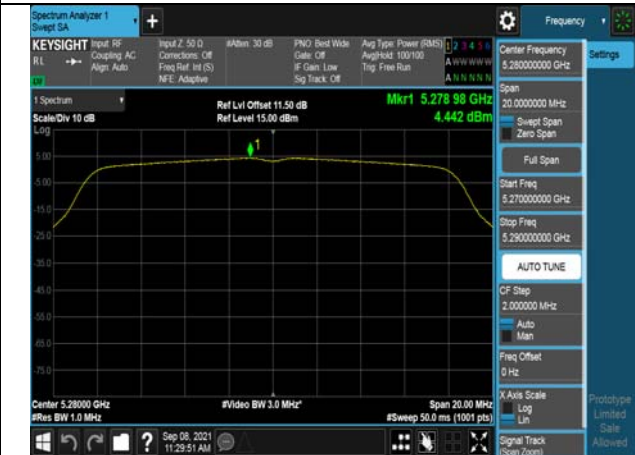 Spectrum Analyzer 1
Swept SA
+
Frequency
KEYSIGHT
RL
Input: RF
Coupling: AC
Align: Auto
Input Z: 50 Ω
Corrections: Off
Freq Ref: Int (S)
NFE: Adaptive
#Atten: 30 dB
PNO: Best Wide
Gate: Off
IF Gain: Low
Sig Track: Off
Avg Type: Power (RMS)
Avg|Hold: 100/100
Trig: Free Run
1 2 3 4 5 6
A W W W W W
A N N N N N
1 Spectrum
Scale/Div 10 dB
Log
Ref Lvl Offset 11.50 dB
Ref Level 15.00 dBm
Mkr1 5.278 98 GHz
4.442 dBm
1
5.00
-5.00
-15.0
-25.0
-35.0
-45.0
-55.0
-65.0
-75.0
Center 5.28000 GHz
#Res BW 1.0 MHz
#Video BW 3.0 MHz*
Span 20.00 MHz
#Sweep 50.0 ms (1001 pts)
Sep 08, 2021
11:29:51 AM
?
Center Frequency
5.280000000 GHz
Settings
Span
20.0000000 MHz
Swept Span
Zero Span
Full Span
Start Freq
5.270000000 GHz
Stop Freq
5.290000000 GHz
AUTO TUNE
CF Step
2.000000 MHz
Auto
Man
Freq Offset
0 Hz
X Axis Scale
Log
Lin
Signal Track
(Span Zoom)
Prototype
Limited
Sale
Allowed